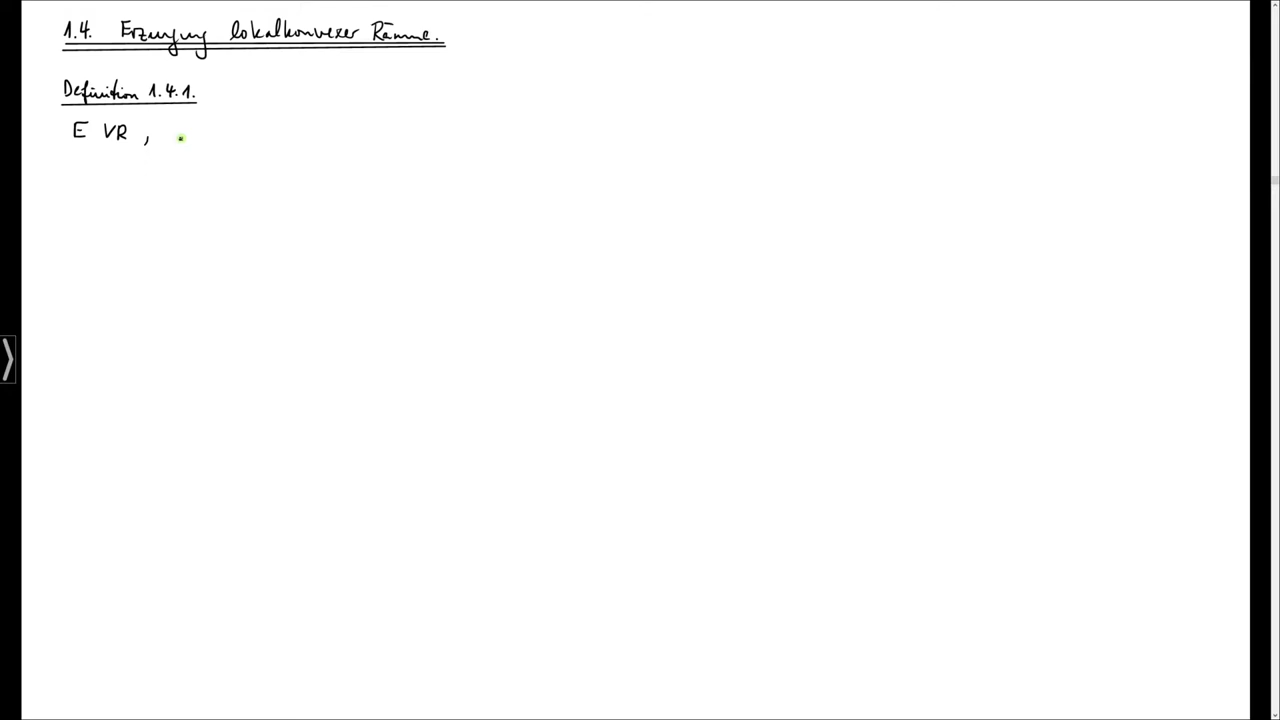 1.4. Erzeugung lokalkonvexer Räume.
Definition 1.4.1.
E VR ,